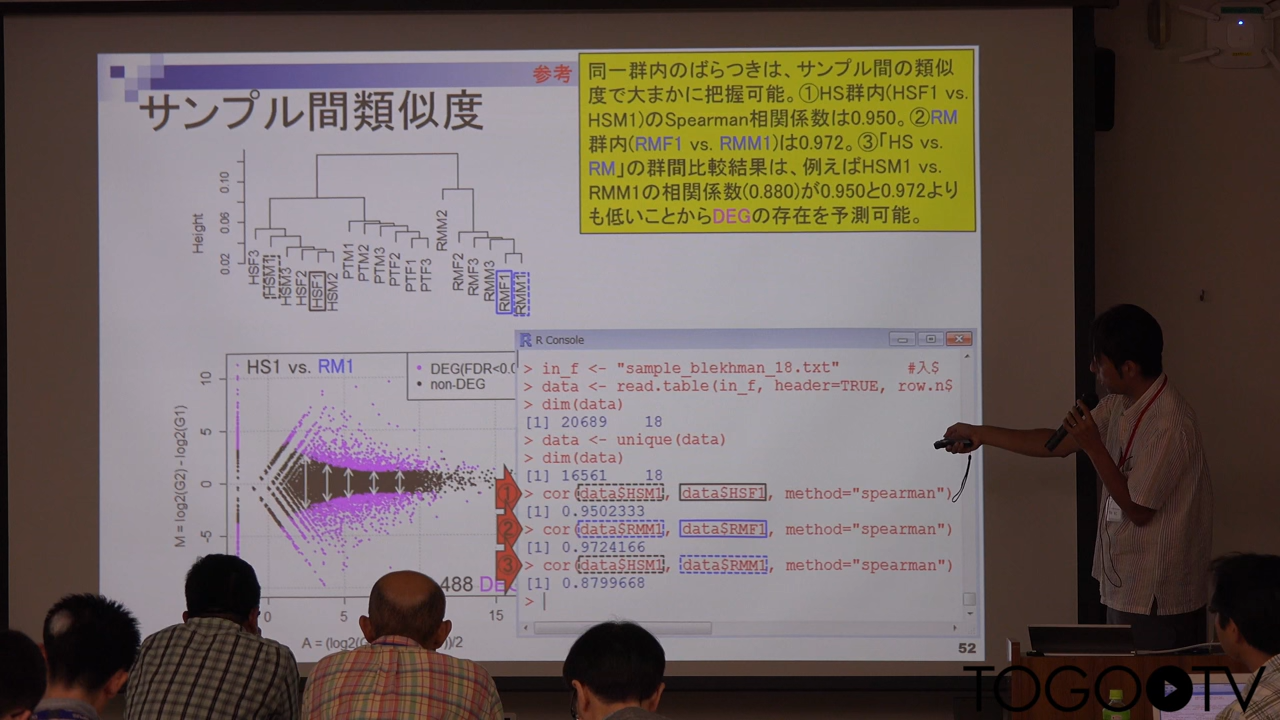 参考
サンプル間類似度
同一群内のばらつきは、サンプル間の類似
度で大まかに把握可能。①HS群内(HSF1 vs.
HSM1)のSpearman相関係数は0.950。②RM
群内(RMF1 vs. RMM1)は0.972。③「HS vs.
RM」の群間比較結果は、例えばHSM1 vs.
RMM1の相関係数(0.880)が0.950と0.972より
も低いことからDEGの存在を予測可能。
Height
0.02 0.06 0.10
HSF3
HSM1
HSM3
HSF2
HSF1
HSM2
PTM1
PTM2
PTM3
PTF2
PTF1
PTF3
RMM2
RMF2
RMF3
RMM3
RMF1
RMM1
HS1 vs. RM1
DEG(FDR<0.0
non-DEG
M = log2(G2) - log2(G1)
10
5
0
-5
488 DE
0 5 15
A = (log2(G )/2
R Console
> in_f <- "sample_blekhman_18.txt" #入$
> data <- read.table(in_f, header=TRUE, row.n$
> dim(data)
[1] 20689 18
> data <- unique(data)
> dim(data)
[1] 16561 18
① > cor(data$HSM1, data$HSF1, method="spearman")
[1] 0.9502333
② > cor(data$RMM1, data$RMF1, method="spearman")
[1] 0.9724166
③ > cor(data$HSM1, data$RMM1, method="spearman")
[1] 0.8799668
>
52
TOGO TV